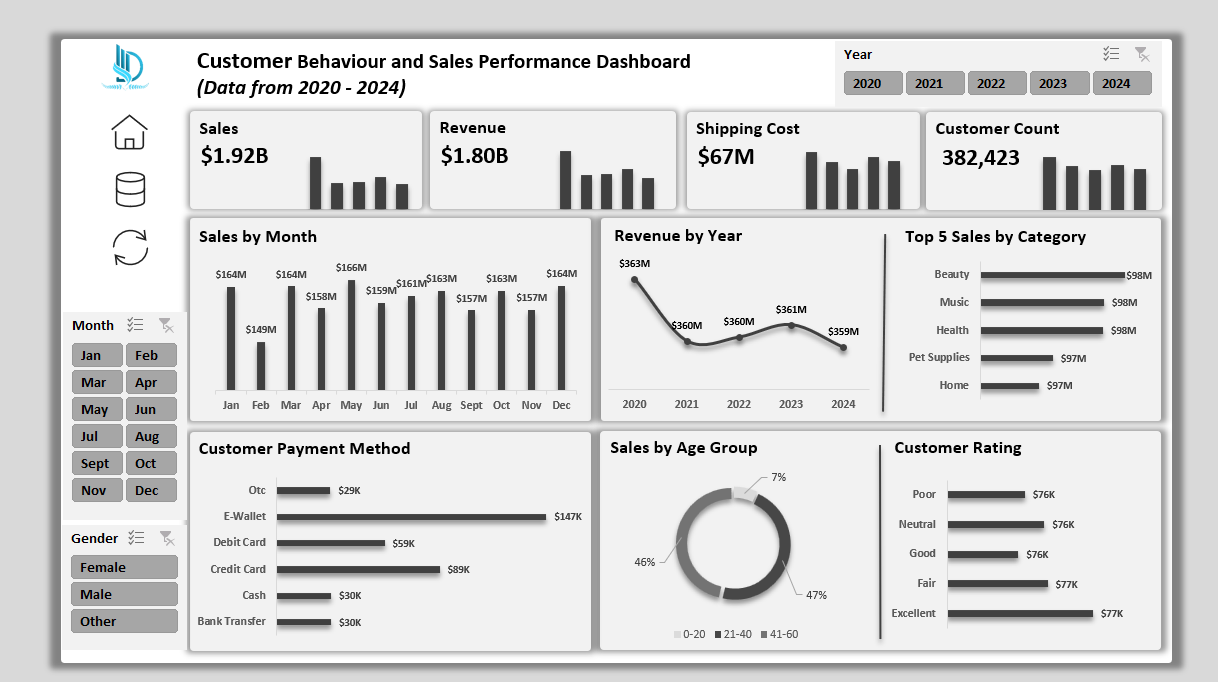 Customer Behaviour and Sales Performance Dashboard
(Data from 2020 - 2024)
Year
2020 2021 2022 2023 2024
Sales
$1.92B
Revenue
$1.80B
Shipping Cost
$67M
Customer Count
382,423
Sales by Month
$164M $149M $164M $158M $166M $159M $161M $163M $157M $163M $157M $164M
Jan Feb Mar Apr May Jun Jul Aug Sept Oct Nov Dec
Revenue by Year
$363M $360M $360M $361M $359M
2020 2021 2022 2023 2024
Top 5 Sales by Category
Beauty $98M
Music $98M
Health $98M
Pet Supplies $97M
Home $97M
Month
Jan Feb
Mar Apr
May Jun
Jul Aug
Sept Oct
Nov Dec
Gender
Female
Male
Other
Customer Payment Method
Otc $29K
E-Wallet $147K
Debit Card $59K
Credit Card $89K
Cash $30K
Bank Transfer $30K
Sales by Age Group
7%
46%
47%
0-20 21-40 41-60
Customer Rating
Poor $76K
Neutral $76K
Good $76K
Fair $77K
Excellent $77K